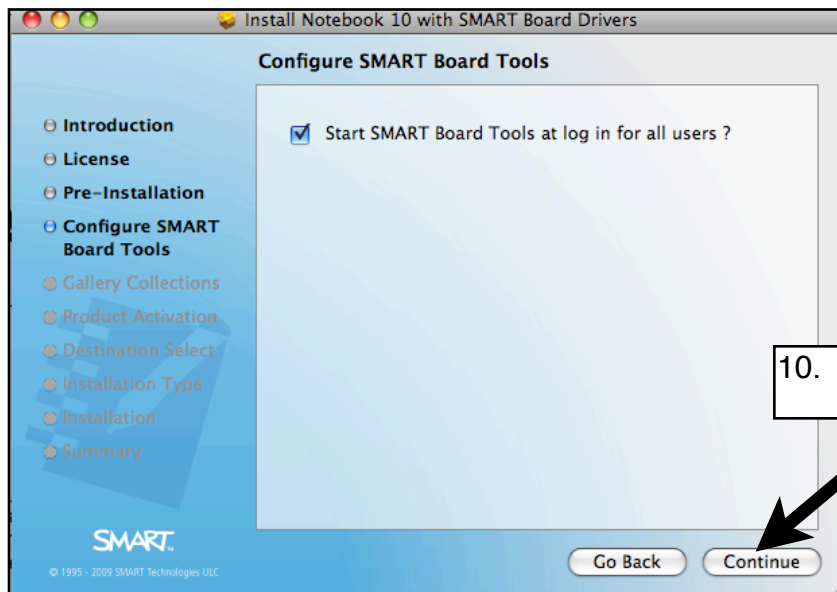 Install Notebook 10 with SMART Board Drivers
Configure SMART Board Tools
Introduction
License
Pre-Installation
Configure SMART
Board Tools
Gallery Collections
Product Activation
Destination Select
Installation Type
Installation
Summary
Start SMART Board Tools at log in for all users ?
10.
SMART™
© 1995 - 2009 SMART Technologies ULC
Go Back
Continue